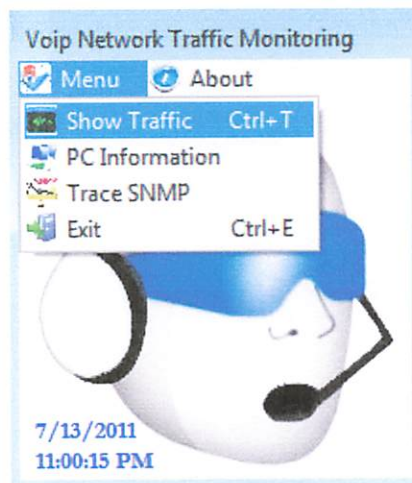 Voip Network Traffic Monitoring
Menu About
Show Traffic Ctrl+T
PC Information
Trace SNMP
Exit Ctrl+E
7/13/2011
11:00:15 PM